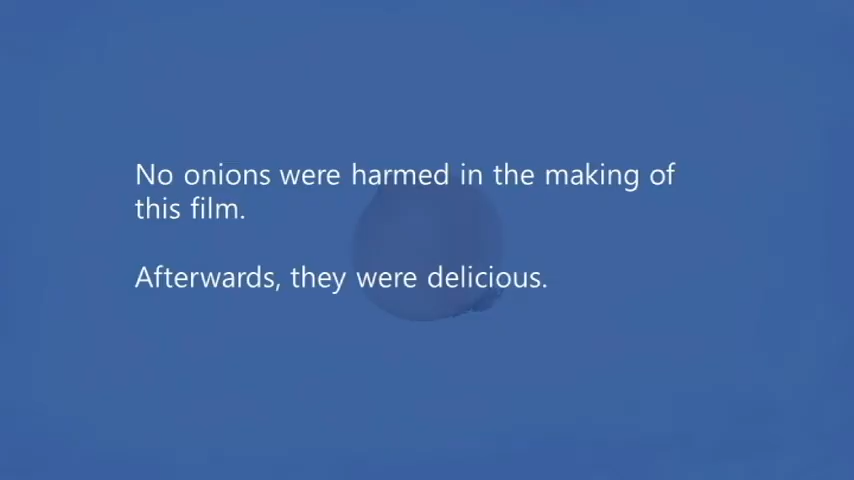 No onions were harmed in the making of
this film.
Afterwards, they were delicious.